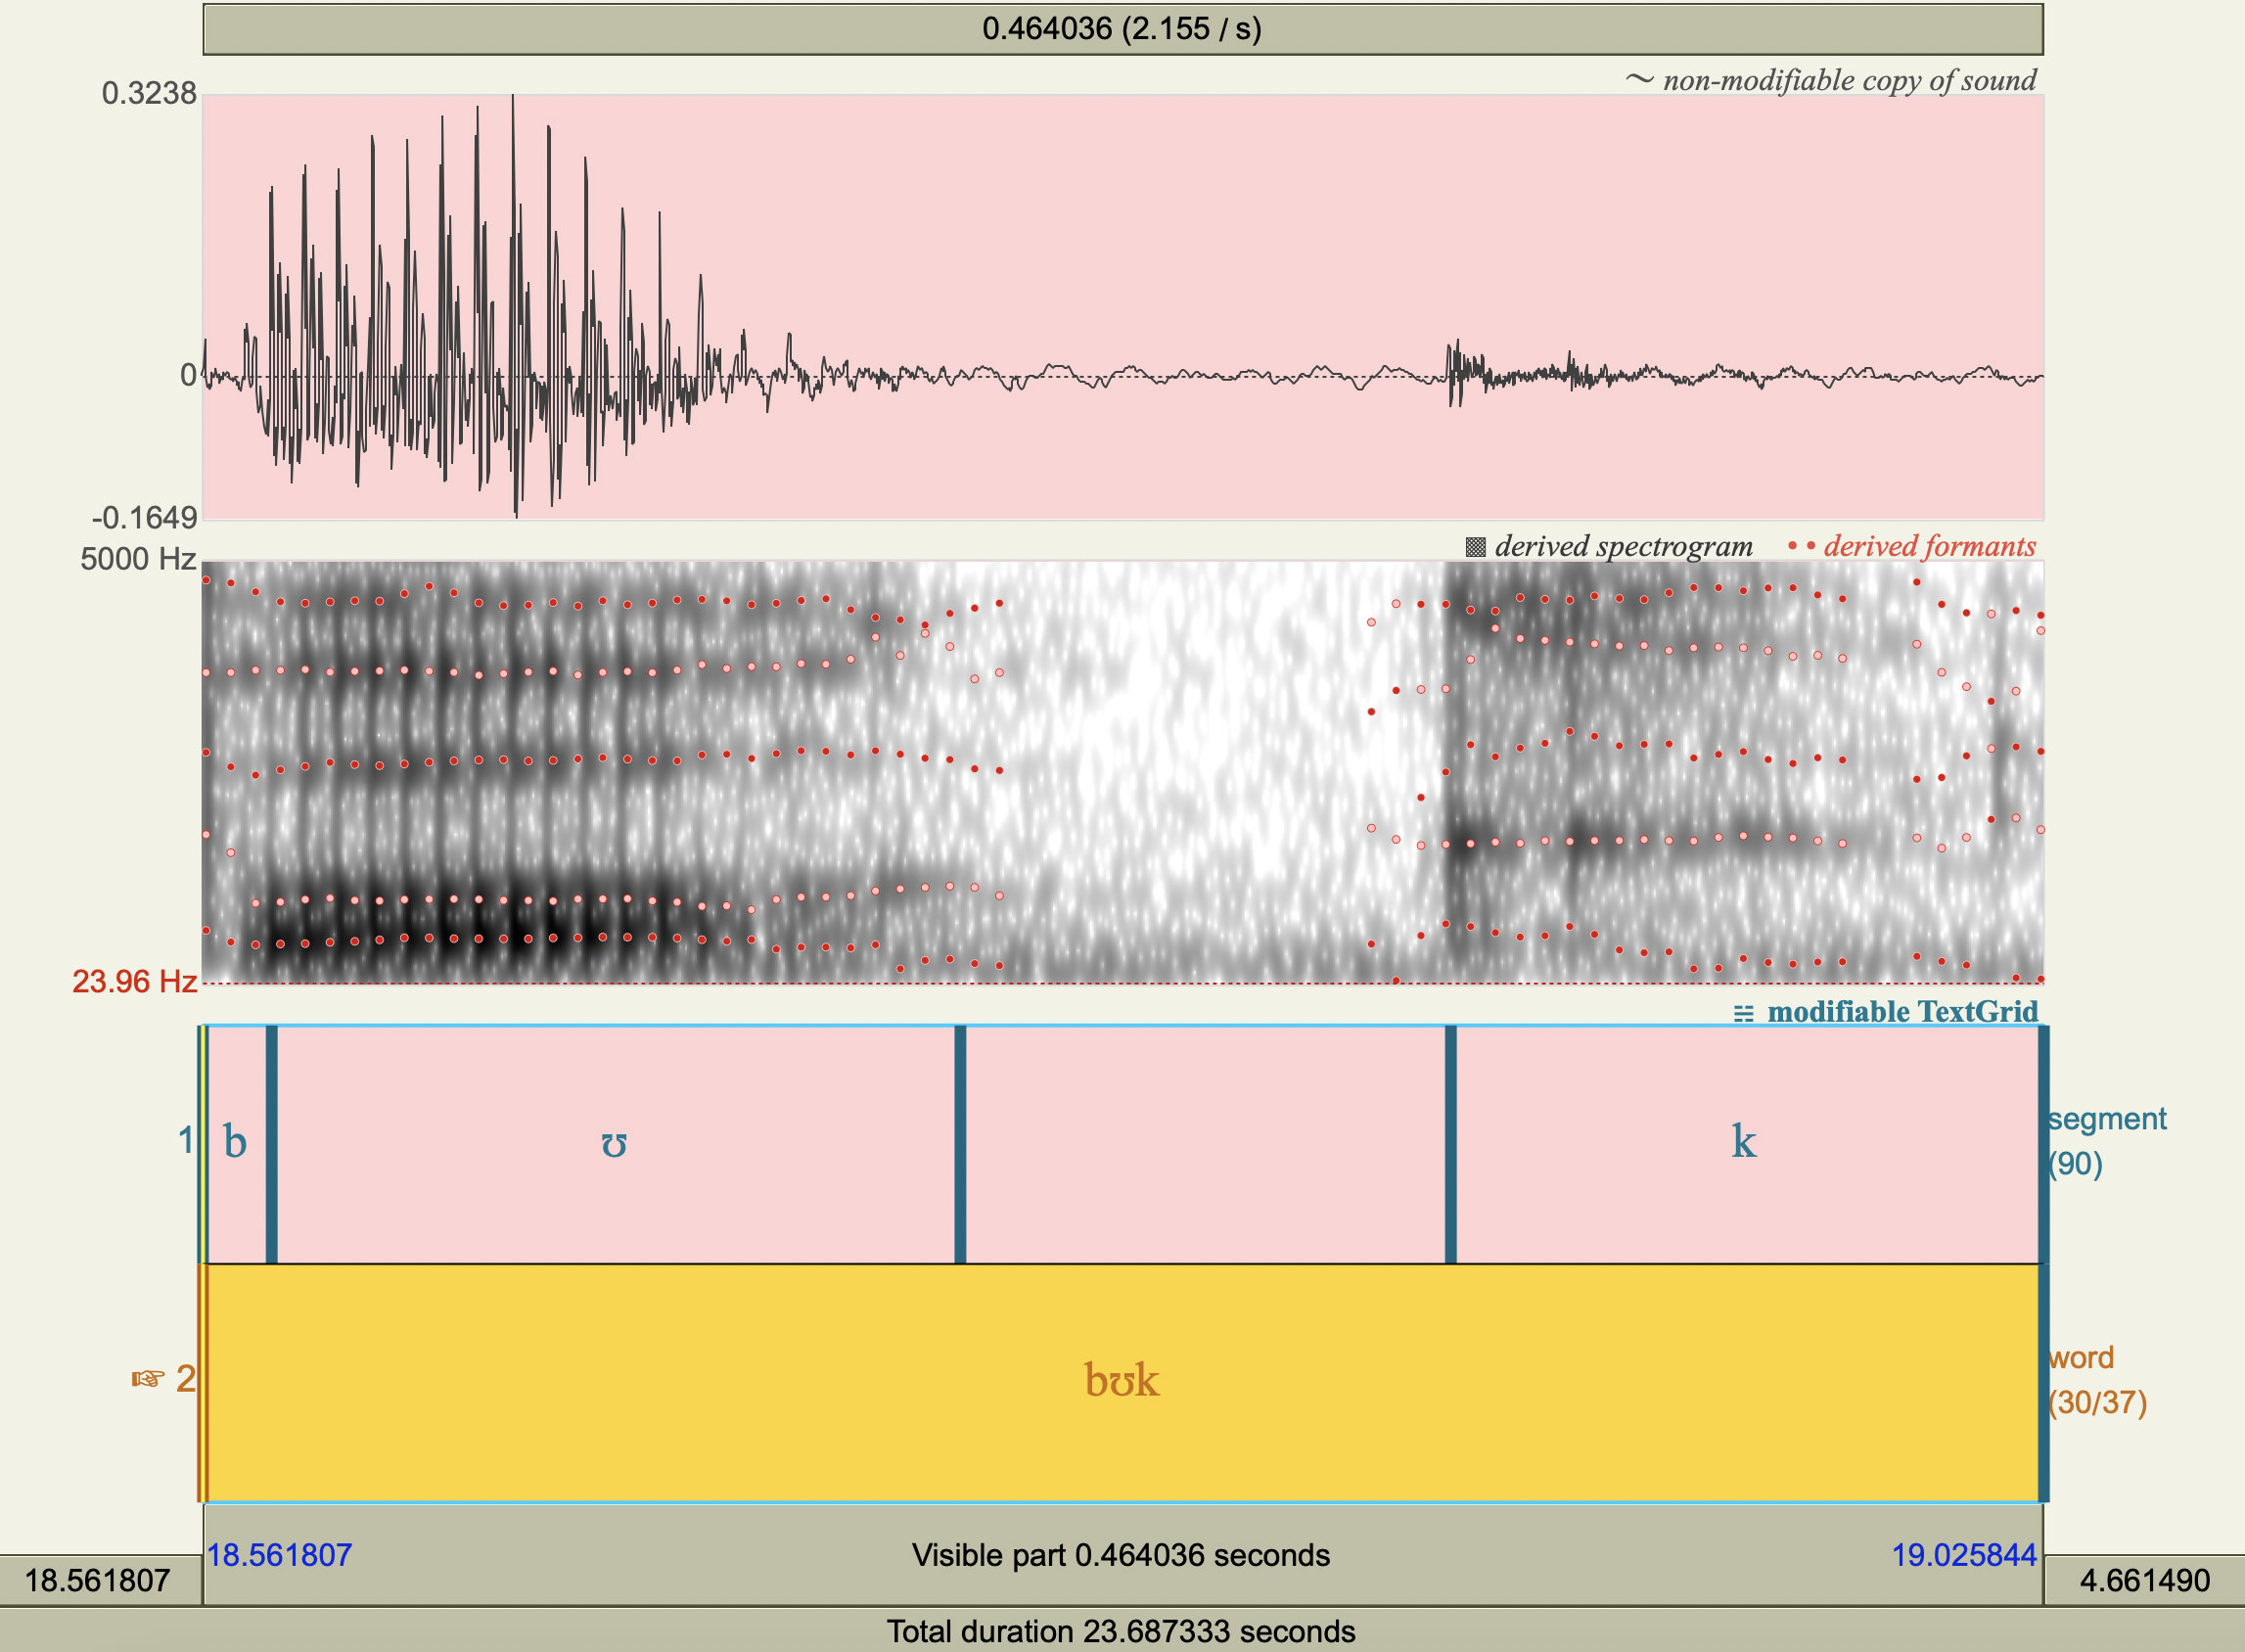 0.464036 (2.155 / s)
~ non-modifiable copy of sound
0.3238
0
-0.1649
derived spectrogram derived formants
5000 Hz
23.96 Hz
modifiable TextGrid
1 b ʊ k segment
(90)
☞ 2 bʊk word
(30/37)
18.561807 Visible part 0.464036 seconds 19.025844
18.561807 4.661490
Total duration 23.687333 seconds